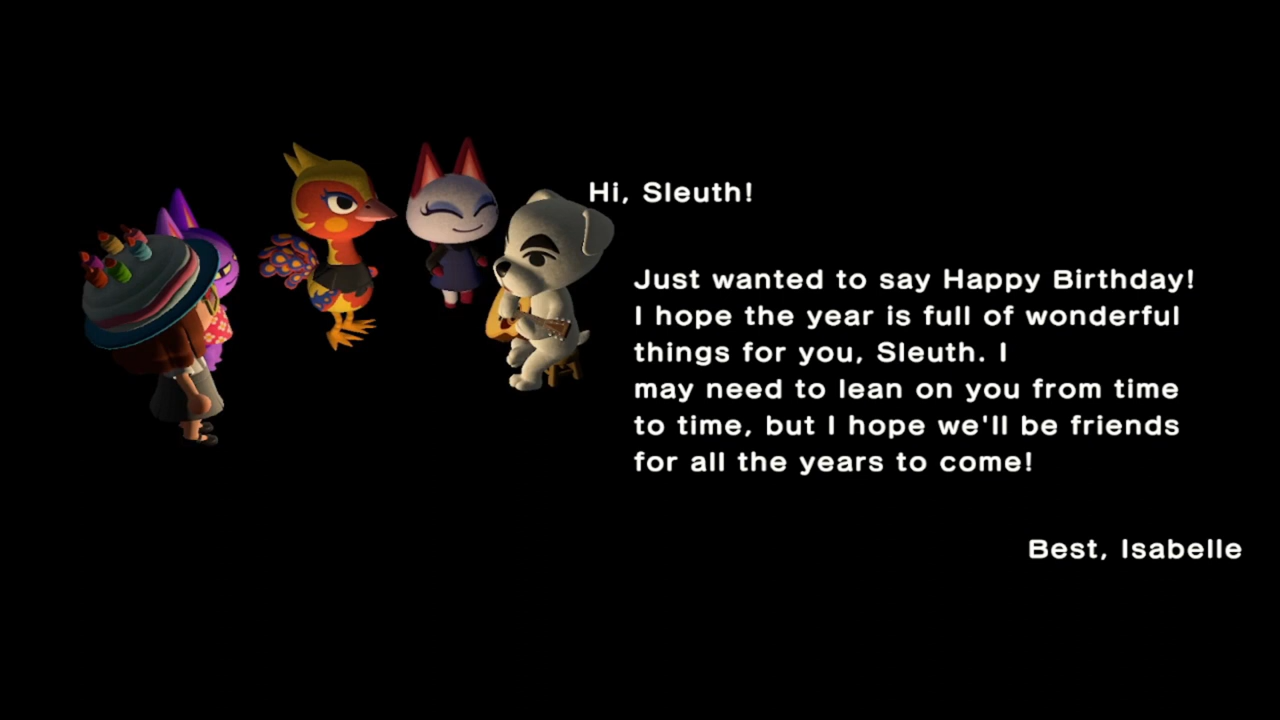 Hi, Sleuth!
Just wanted to say Happy Birthday!
I hope the year is full of wonderful
things for you, Sleuth. I
may need to lean on you from time
to time, but I hope we'll be friends
for all the years to come!
Best, Isabelle